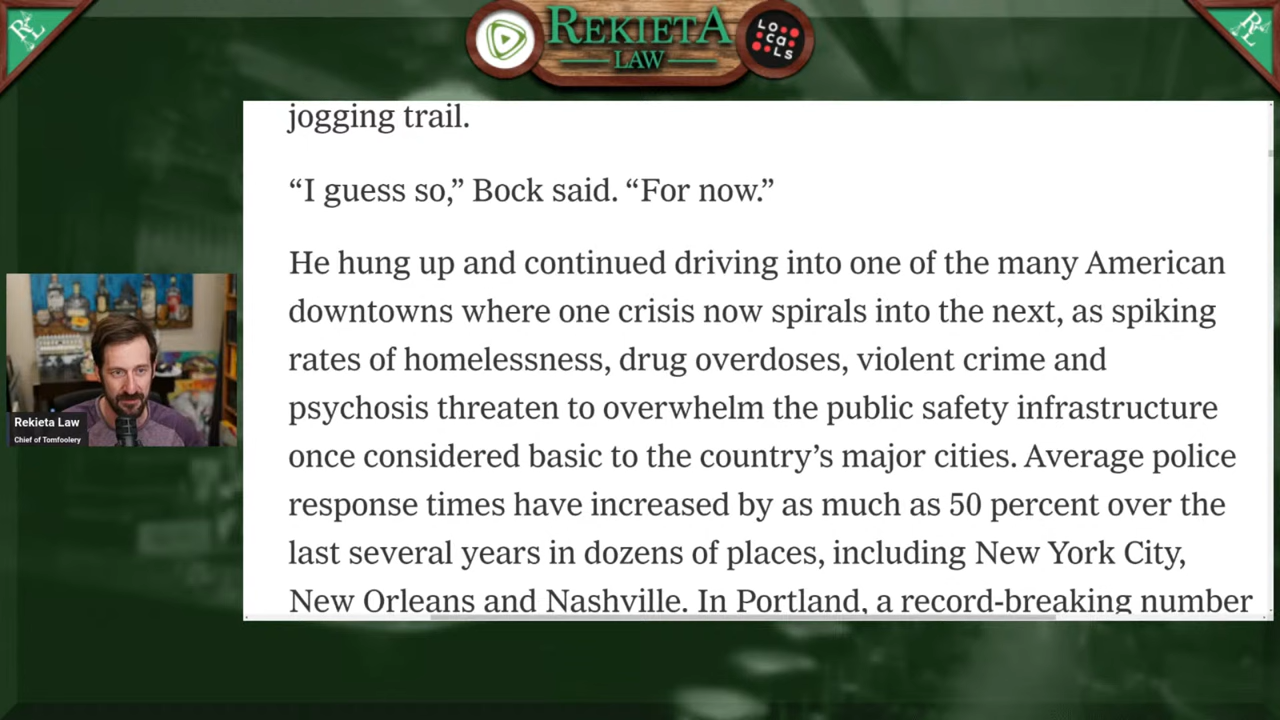 REKIETA
LAW
LOcaLS
RL
RL
jogging trail.
“I guess so,” Bock said. “For now.”
He hung up and continued driving into one of the many American
downtowns where one crisis now spirals into the next, as spiking
rates of homelessness, drug overdoses, violent crime and
psychosis threaten to overwhelm the public safety infrastructure
once considered basic to the country’s major cities. Average police
response times have increased by as much as 50 percent over the
last several years in dozens of places, including New York City,
New Orleans and Nashville. In Portland, a record-breaking number
Rekieta Law
Chief of Tomfoolery